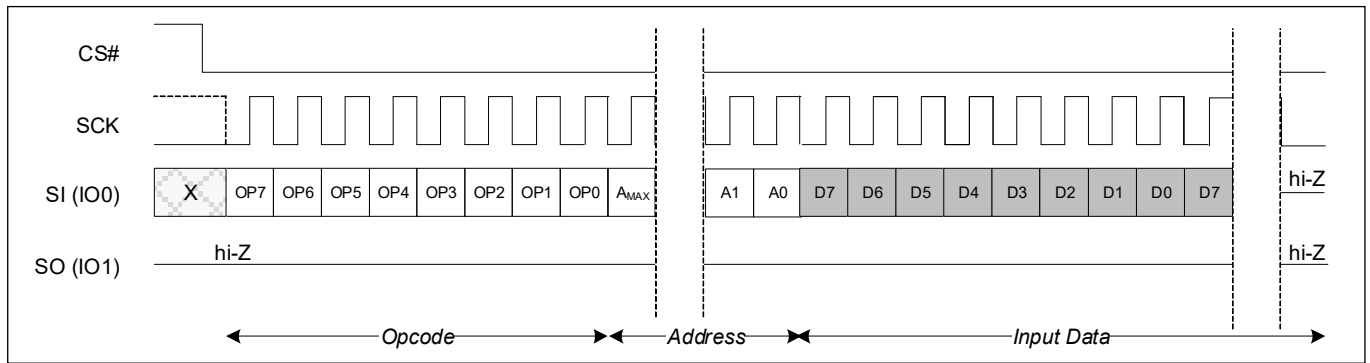 CS#
SCK
SI (IO0) X OP7 OP6 OP5 OP4 OP3 OP2 OP1 OP0 AMAX A1 A0 D7 D6 D5 D4 D3 D2 D1 D0 D7 hi-Z
hi-Z
SO (IO1) hi-Z
Opcode Address Input Data